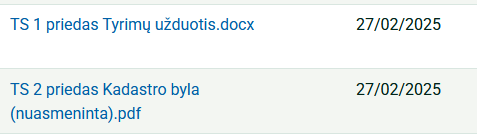 TS 1 priedas Tyrimų užduotis.docx 27/02/2025
TS 2 priedas Kadastro byla 27/02/2025
(nuasmeninta).pdf